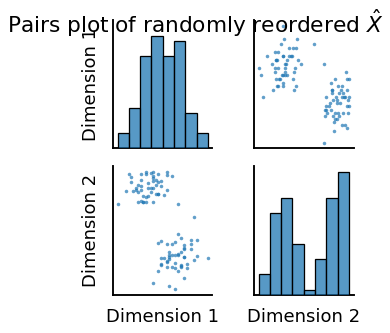 Pairs plot of randomly reordered X̂
Dimension 1
Dimension 2
Dimension 1
Dimension 2